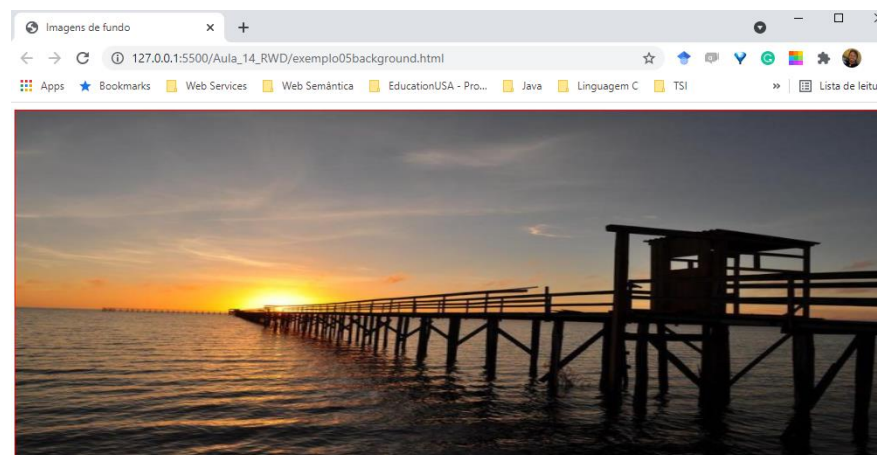 Imagens de fundo
127.0.0.1:5500/Aula_14_RWD/exemplo05background.html
Apps Bookmarks Web Services Web Semântica EducationUSA - Pro... Java Linguagem C TSI » Lista de leitu